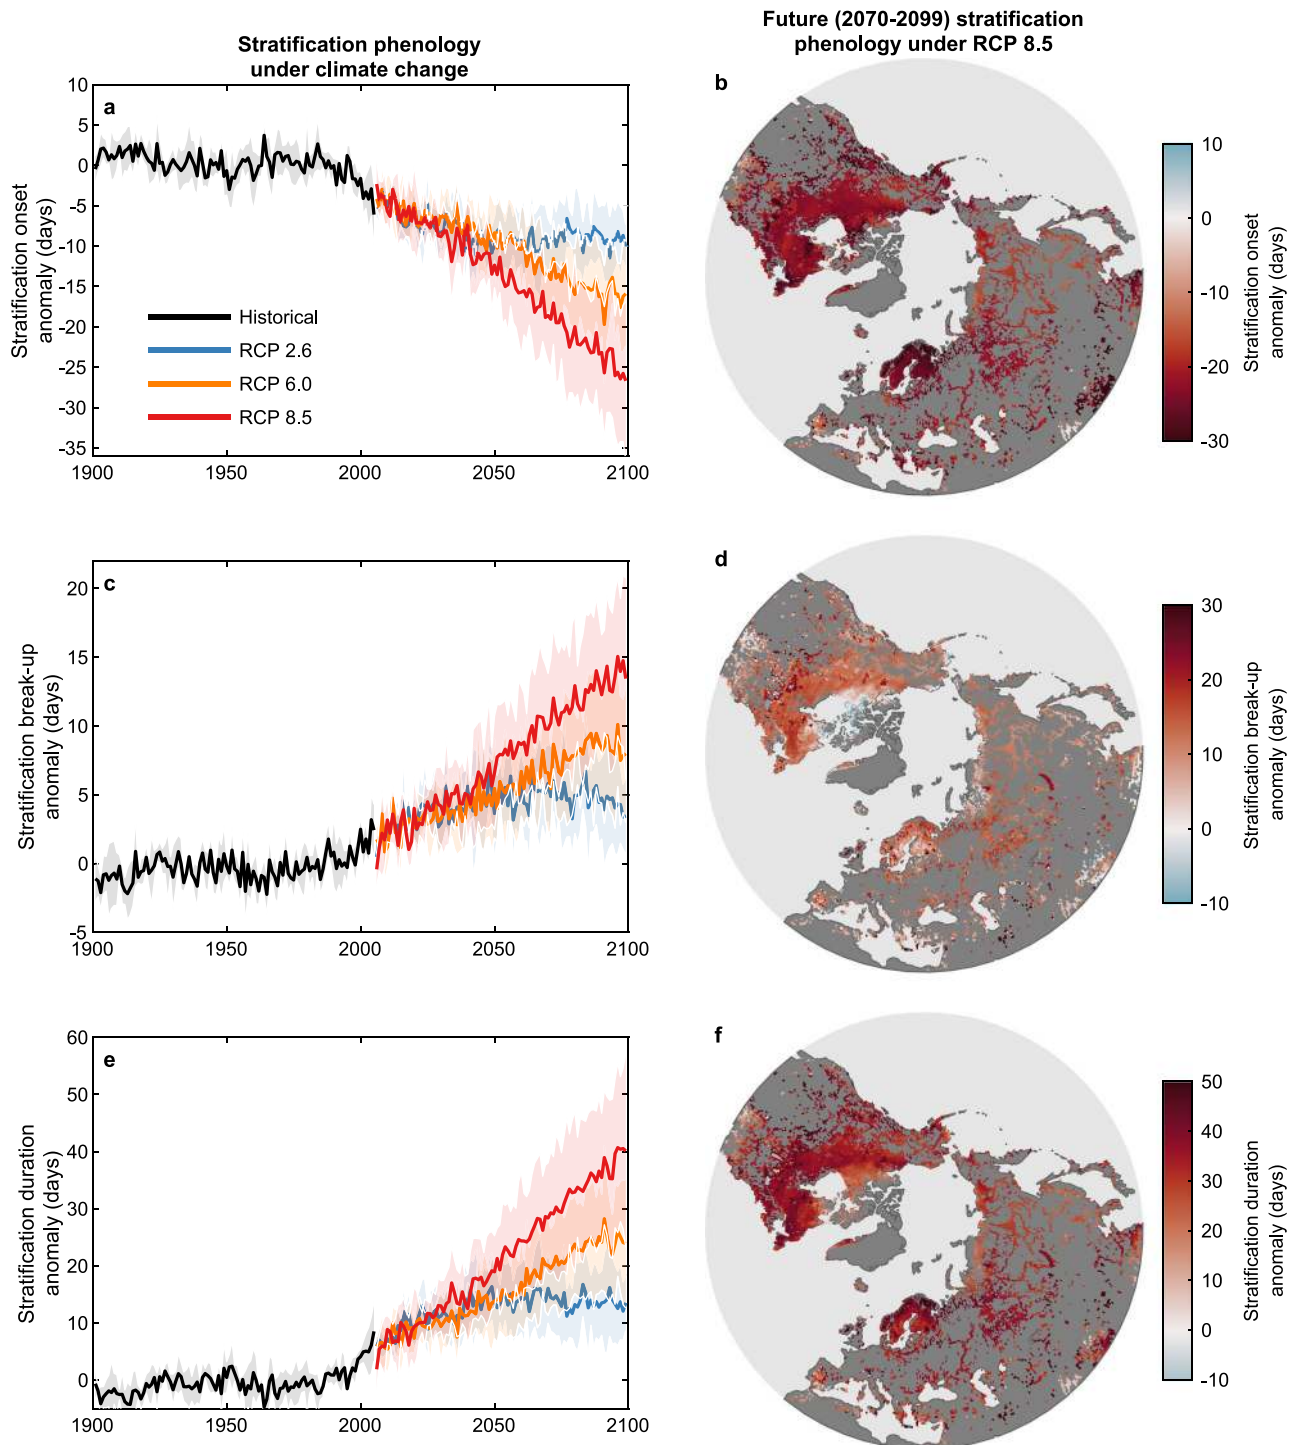 Stratification phenology
under climate change
Future (2070-2099) stratification
phenology under RCP 8.5
a
10
5
0
-5
-10
-15
-20
-25
-30
-35
Stratification onset
anomaly (days)
Historical
RCP 2.6
RCP 6.0
RCP 8.5
1900
1950
2000
2050
2100
b
10
0
-10
-20
-30
Stratification onset
anomaly (days)
c
20
15
10
5
0
-5
Stratification break-up
anomaly (days)
1900
1950
2000
2050
2100
d
30
20
10
0
-10
Stratification break-up
anomaly (days)
e
60
50
40
30
20
10
0
Stratification duration
anomaly (days)
1900
1950
2000
2050
2100
f
50
40
30
20
10
0
-10
Stratification duration
anomaly (days)